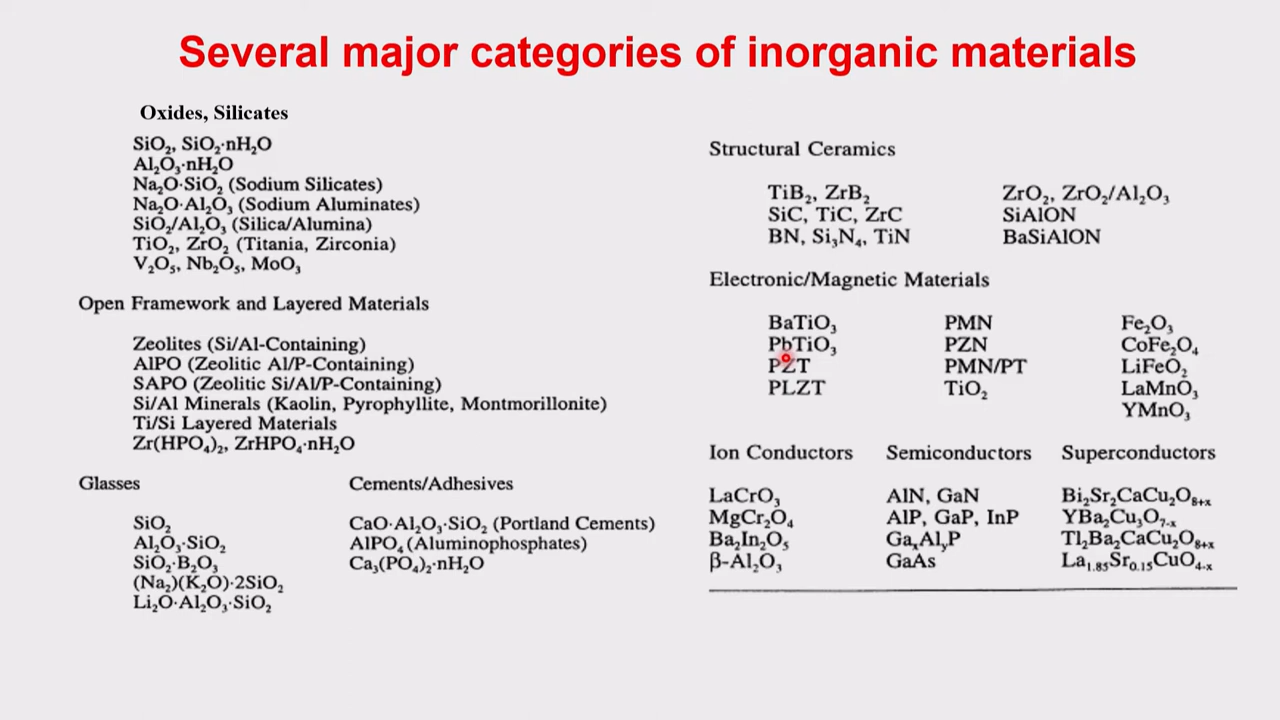 Several major categories of inorganic materials
Oxides, Silicates
SiO₂, SiO₂·nH₂O
Al₂O₃·nH₂O
Na₂O·SiO₂ (Sodium Silicates)
Na₂O·Al₂O₃ (Sodium Aluminates)
SiO₂/Al₂O₃ (Silica/Alumina)
TiO₂, ZrO₂ (Titania, Zirconia)
V₂O₅, Nb₂O₅, MoO₃
Open Framework and Layered Materials
Zeolites (Si/Al-Containing)
AlPO (Zeolitic Al/P-Containing)
SAPO (Zeolitic Si/Al/P-Containing)
Si/Al Minerals (Kaolin, Pyrophyllite, Montmorillonite)
Ti/Si Layered Materials
Zr(HPO₄)₂, ZrHPO₄·nH₂O
Glasses
SiO₂
Al₂O₃·SiO₂
SiO₂·B₂O₃
(Na₂)(K₂O)·2SiO₂
Li₂O·Al₂O₃·SiO₂
Cements/Adhesives
CaO·Al₂O₃·SiO₂ (Portland Cements)
AlPO₄ (Aluminophosphates)
Ca₃(PO₄)₂·nH₂O
Structural Ceramics
TiB₂, ZrB₂
SiC, TiC, ZrC
BN, Si₃N₄, TiN
ZrO₂, ZrO₂/Al₂O₃
SiAlON
BaSiAlON
Electronic/Magnetic Materials
BaTiO₃
PbTiO₃
PZT
PLZT
PMN
PZN
PMN/PT
TiO₂
Fe₂O₃
CoFe₂O₄
LiFeO₂
LaMnO₃
YMnO₃
Ion Conductors
LaCrO₃
MgCr₂O₄
Ba₂In₂O₅
β-Al₂O₃
Semiconductors
AlN, GaN
AlP, GaP, InP
GaₓAlᵧP
GaAs
Superconductors
Bi₂Sr₂CaCu₂O₈₊ₓ
YBa₂Cu₃O₇₋ₓ
Tl₂Ba₂CaCu₂O₈₊ₓ
La₁.₈₅Sr₀.₁₅CuO₄₋ₓ